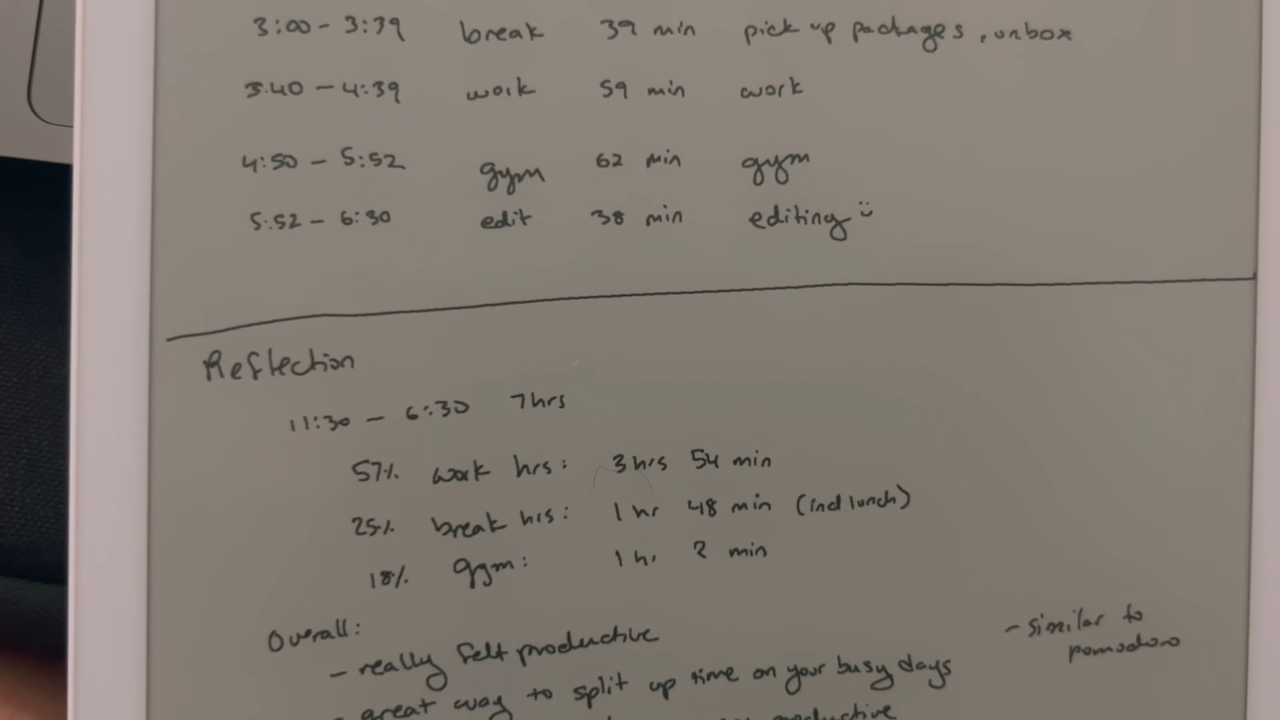 3:00 - 3:39 break 39 min pick up packages, unbox
3:40 - 4:39 work 59 min work
4:50 - 5:52 gym 62 min gym
5:52 - 6:30 edit 38 min editing :)
Reflection
11:30 - 6:30 7hrs
57% work hrs: 3 hrs 54 min
25% break hrs: 1 hr 48 min (incl lunch)
18% gym: 1 hr 2 min
Overall:
- really felt productive
- similar to pomodoro
- great way to split up time on your busy days
productive